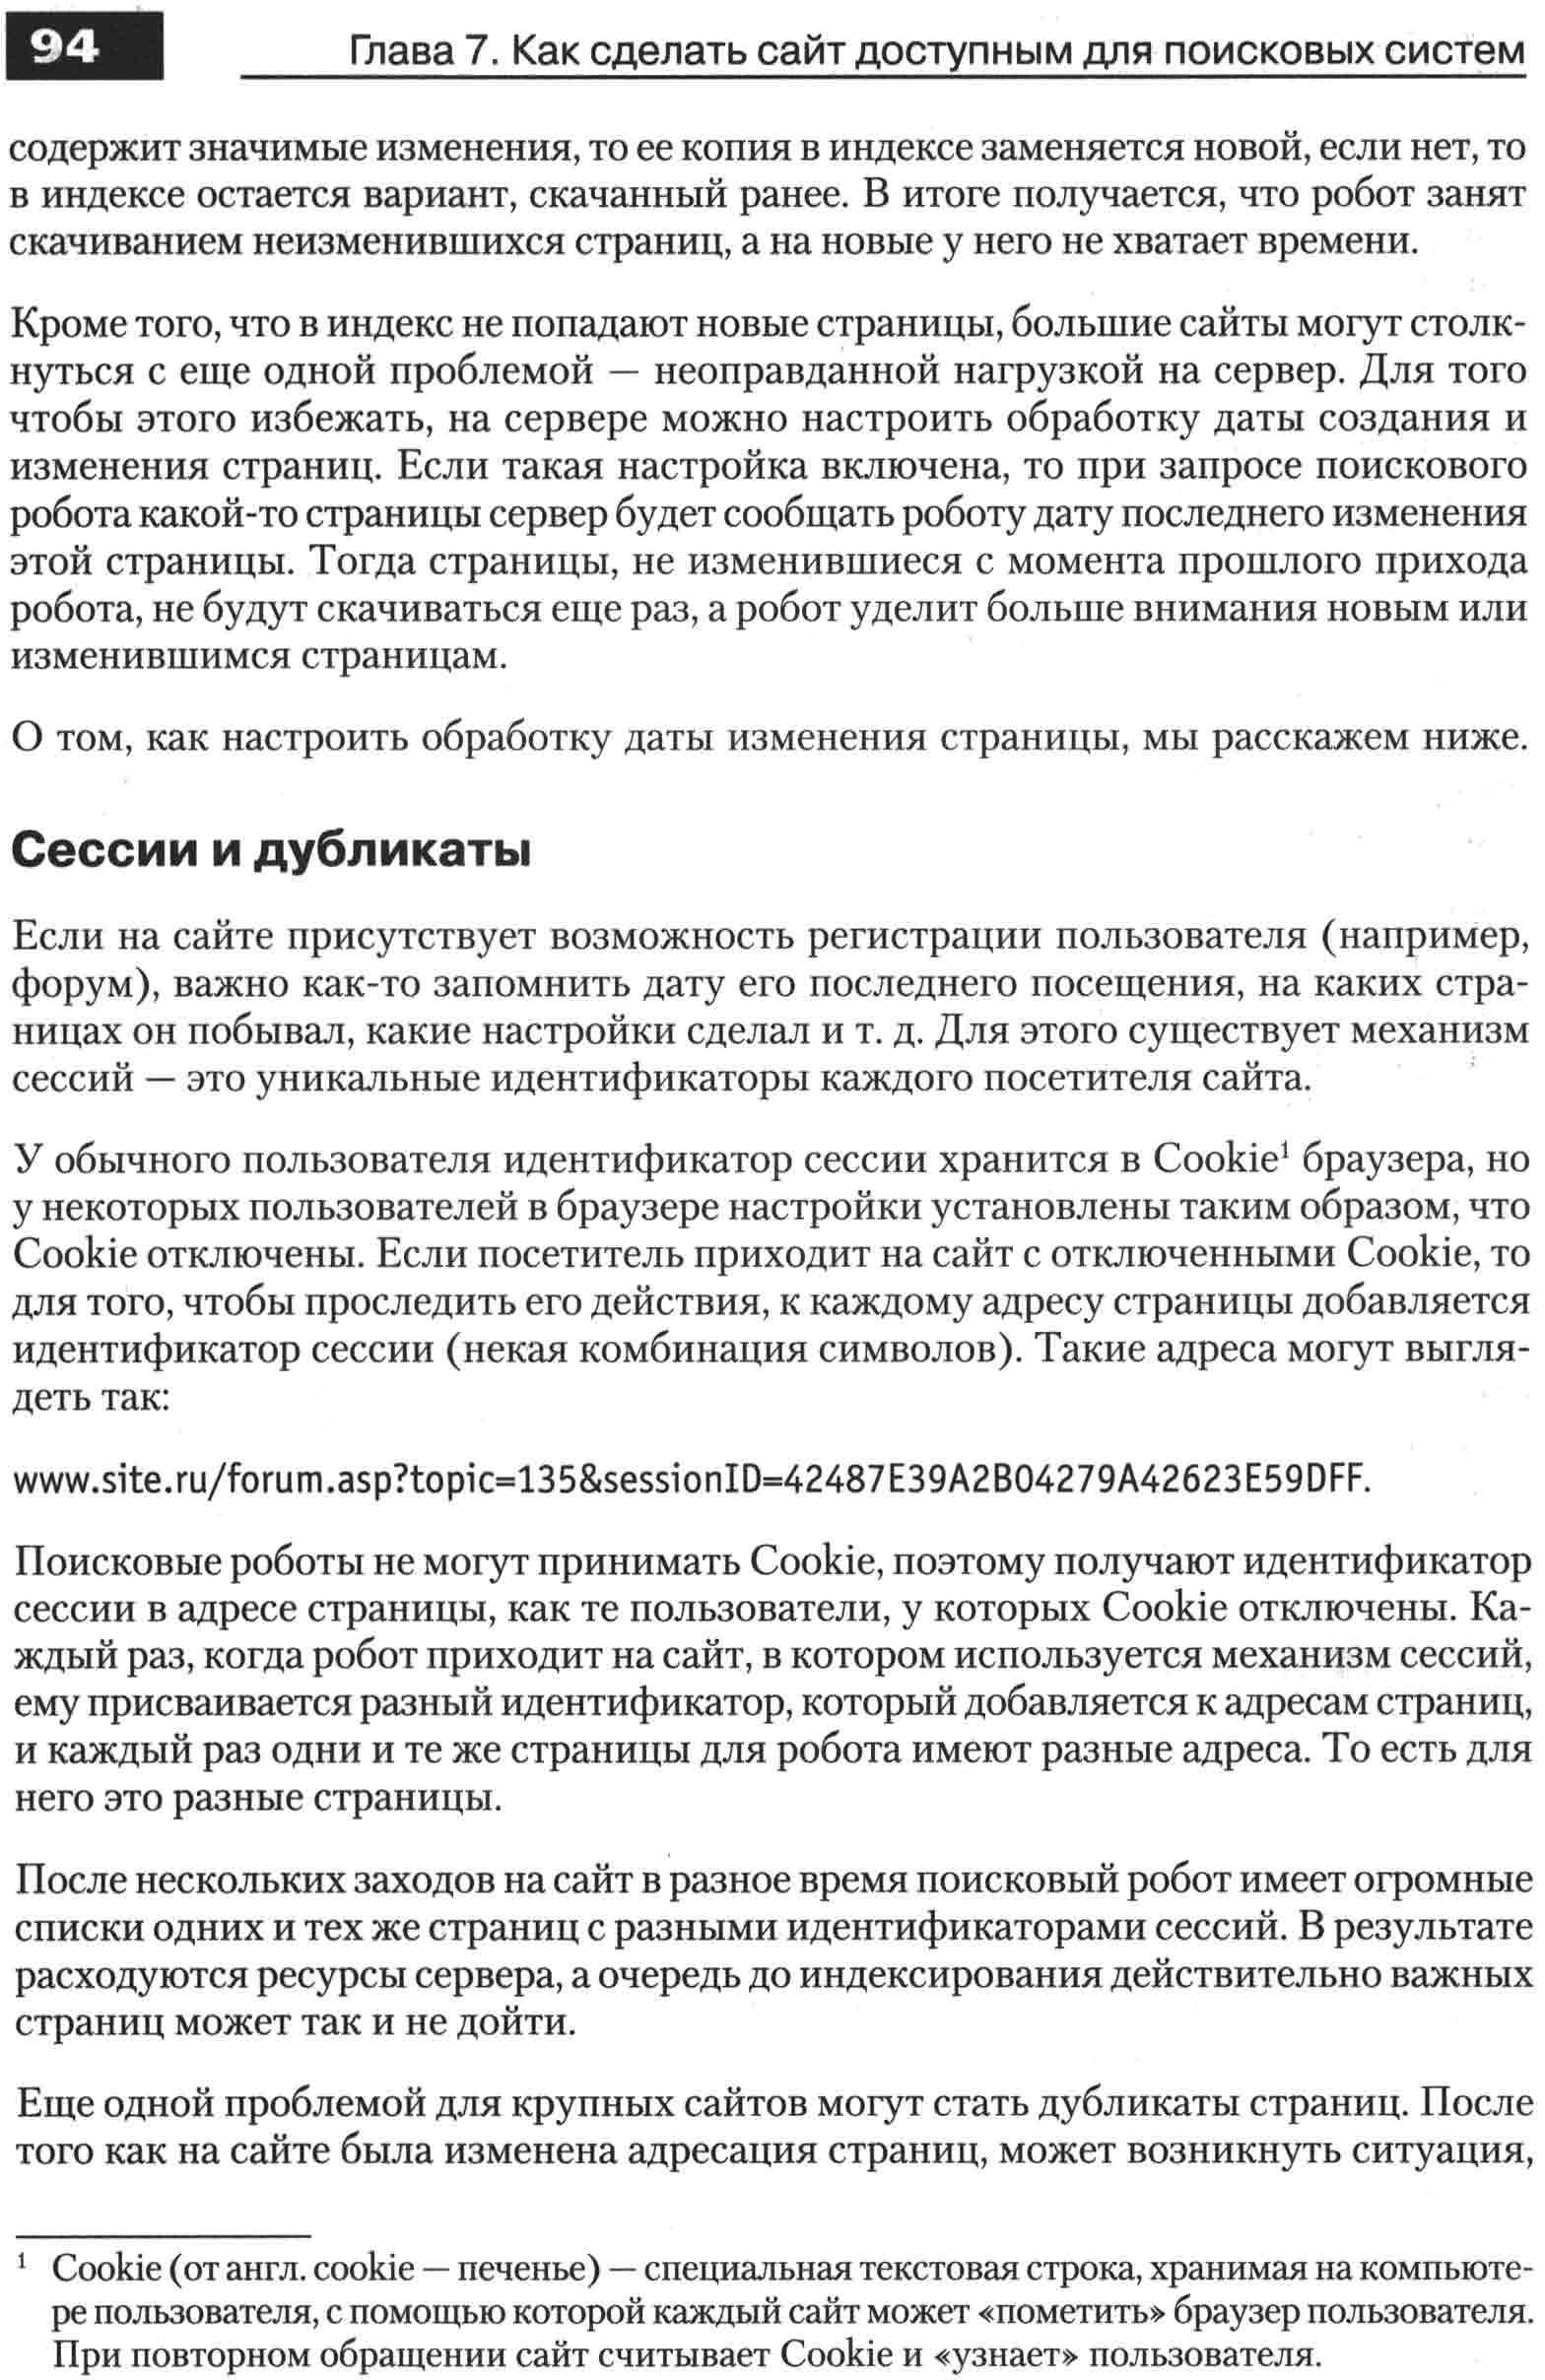 94
Глава 7. Как сделать сайт доступным для поисковых систем
содержит значимые изменения, то ее копия в индексе заменяется новой, если нет, то
в индексе остается вариант, скачанный ранее. В итоге получается, что робот занят
скачиванием неизменившихся страниц, а на новые у него не хватает времени.
Кроме того, что в индекс не попадают новые страницы, большие сайты могут столк-
нуться с еще одной проблемой — неоправданной нагрузкой на сервер. Для того
чтобы этого избежать, на сервере можно настроить обработку даты создания и
изменения страниц. Если такая настройка включена, то при запросе поискового
робота какой-то страницы сервер будет сообщать роботу дату последнего изменения
этой страницы. Тогда страницы, не изменившиеся с момента прошлого прихода
робота, не будут скачиваться еще раз, а робот уделит больше внимания новым или
изменившимся страницам.
О том, как настроить обработку даты изменения страницы, мы расскажем ниже.
Сессии и дубликаты
Если на сайте присутствует возможность регистрации пользователя (например,
форум), важно как-то запомнить дату его последнего посещения, на каких стра-
ницах он побывал, какие настройки сделал и т. д. Для этого существует механизм
сессий — это уникальные идентификаторы каждого посетителя сайта.
У обычного пользователя идентификатор сессии хранится в Cookie¹ браузера, но
у некоторых пользователей в браузере настройки установлены таким образом, что
Cookie отключены. Если посетитель приходит на сайт с отключенными Cookie, то
для того, чтобы проследить его действия, к каждому адресу страницы добавляется
идентификатор сессии (некая комбинация символов). Такие адреса могут выгля-
деть так:
www.site.ru/forum.asp?topic=135&sessionID=42487E39A2B04279A42623E59DFF.
Поисковые роботы не могут принимать Cookie, поэтому получают идентификатор
сессии в адресе страницы, как те пользователи, у которых Cookie отключены. Ка-
ждый раз, когда робот приходит на сайт, в котором используется механизм сессий,
ему присваивается разный идентификатор, который добавляется к адресам страниц,
и каждый раз одни и те же страницы для робота имеют разные адреса. То есть для
него это разные страницы.
После нескольких заходов на сайт в разное время поисковый робот имеет огромные
списки одних и тех же страниц с разными идентификаторами сессий. В результате
расходуются ресурсы сервера, а очередь до индексирования действительно важных
страниц может так и не дойти.
Еще одной проблемой для крупных сайтов могут стать дубликаты страниц. После
того как на сайте была изменена адресация страниц, может возникнуть ситуация,
¹ Cookie (от англ. cookie — печенье) — специальная текстовая строка, хранимая на компьюте-
ре пользователя, с помощью которой каждый сайт может «пометить» браузер пользователя.
При повторном обращении сайт считывает Cookie и «узнает» пользователя.